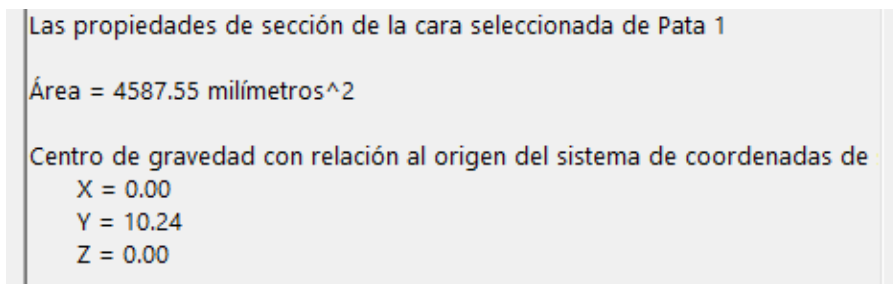 Las propiedades de sección de la cara seleccionada de Pata 1
Área = 4587.55 milímetros^2
Centro de gravedad con relación al origen del sistema de coordenadas de
X = 0.00
Y = 10.24
Z = 0.00